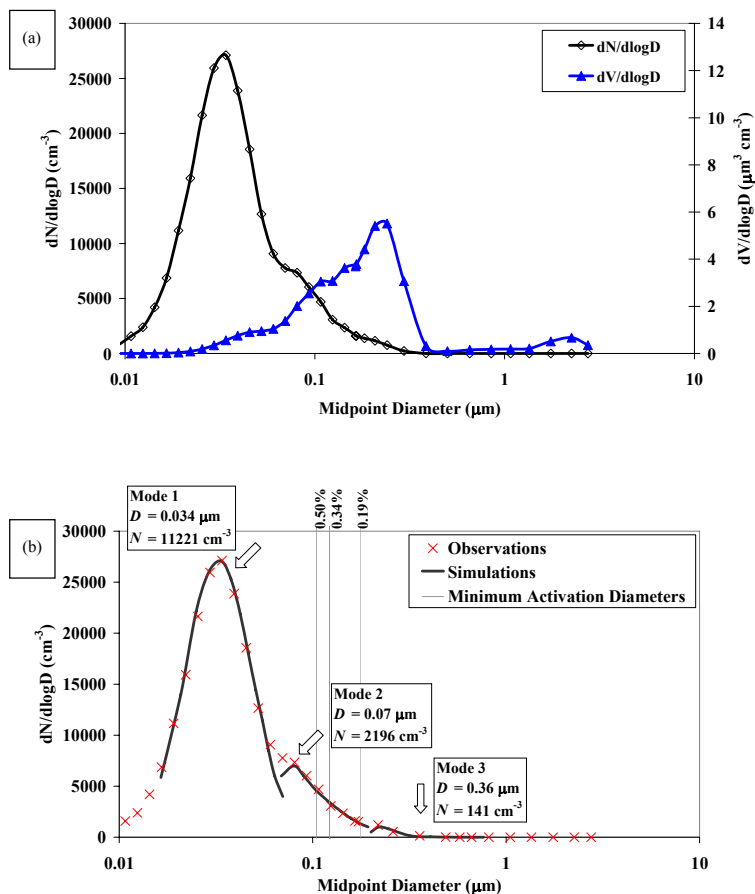 (a)
30000
25000
20000
15000
10000
5000
0
dN/dlogD (cm-3)
14
12
10
8
6
4
2
0
dV/dlogD (μm3 cm-3)
dN/dlogD
dV/dlogD
0.01
0.1
1
10
Midpoint Diameter (μm)
(b)
0.50%
0.34%
0.19%
Mode 1
D = 0.034 μm
N = 11221 cm-3
30000
25000
20000
15000
10000
5000
0
dN/dlogD (cm-3)
Observations
Simulations
Minimum Activation Diameters
Mode 2
D = 0.07 μm
N = 2196 cm-3
Mode 3
D = 0.36 μm
N = 141 cm-3
0.01
0.1
1
10
Midpoint Diameter (μm)